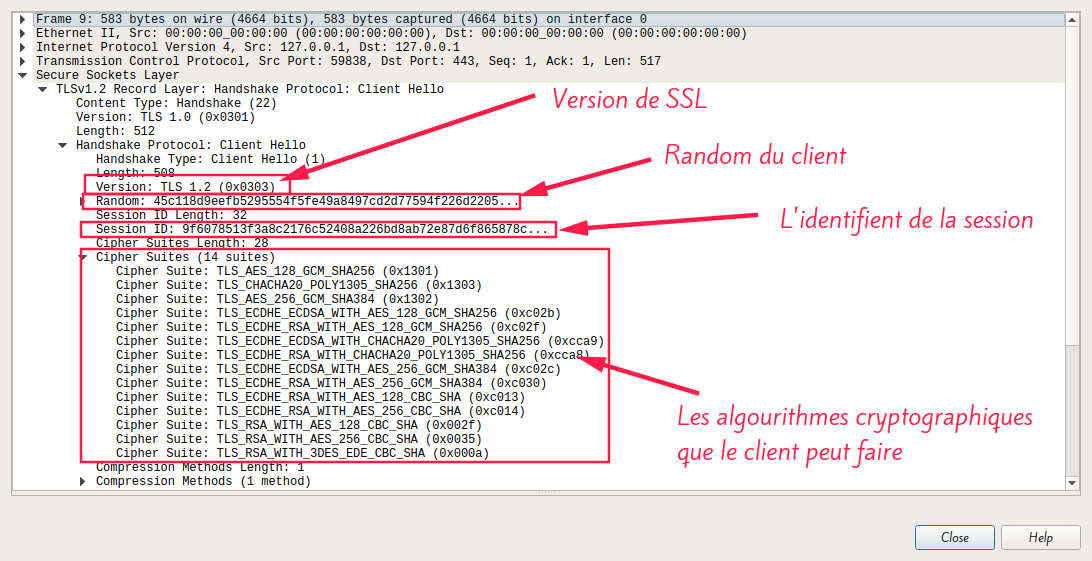 Frame 9: 583 bytes on wire (4664 bits), 583 bytes captured (4664 bits) on interface 0
Ethernet II, Src: 00:00:00_00:00:00 (00:00:00:00:00:00), Dst: 00:00:00_00:00:00 (00:00:00:00:00:00)
Internet Protocol Version 4, Src: 127.0.0.1, Dst: 127.0.0.1
Transmission Control Protocol, Src Port: 59838, Dst Port: 443, Seq: 1, Ack: 1, Len: 517
Secure Sockets Layer
TLSv1.2 Record Layer: Handshake Protocol: Client Hello
Content Type: Handshake (22)
Version de SSL
Version: TLS 1.0 (0x0301)
Length: 512
Handshake Protocol: Client Hello
Handshake Type: Client Hello (1)
Random du client
Length: 508
Version: TLS 1.2 (0x0303)
Random: 45c118d9eefb5295554f5fe49a8497cd2d77594f226d2205...
Session ID Length: 32
L'identifient de la session
Session ID: 9f6078513f3a8c2176c52408a226bd8ab72e87d6f865878c...
Cipher Suites Length: 28
Cipher Suites (14 suites)
Cipher Suite: TLS_AES_128_GCM_SHA256 (0x1301)
Cipher Suite: TLS_CHACHA20_POLY1305_SHA256 (0x1303)
Cipher Suite: TLS_AES_256_GCM_SHA384 (0x1302)
Cipher Suite: TLS_ECDHE_ECDSA_WITH_AES_128_GCM_SHA256 (0xc02b)
Cipher Suite: TLS_ECDHE_RSA_WITH_AES_128_GCM_SHA256 (0xc02f)
Cipher Suite: TLS_ECDHE_ECDSA_WITH_CHACHA20_POLY1305_SHA256 (0xcca9)
Cipher Suite: TLS_ECDHE_RSA_WITH_CHACHA20_POLY1305_SHA256 (0xcca8)
Cipher Suite: TLS_ECDHE_ECDSA_WITH_AES_256_GCM_SHA384 (0xc02c)
Cipher Suite: TLS_ECDHE_RSA_WITH_AES_256_GCM_SHA384 (0xc030)
Cipher Suite: TLS_ECDHE_RSA_WITH_AES_128_CBC_SHA (0xc013)
Cipher Suite: TLS_ECDHE_RSA_WITH_AES_256_CBC_SHA (0xc014)
Cipher Suite: TLS_RSA_WITH_AES_128_CBC_SHA (0x002f)
Cipher Suite: TLS_RSA_WITH_AES_256_CBC_SHA (0x0035)
Cipher Suite: TLS_RSA_WITH_3DES_EDE_CBC_SHA (0x000a)
Les algourithmes cryptographiques
que le client peut faire
Compression Methods Length: 1
Compression Methods (1 method)
Close
Help